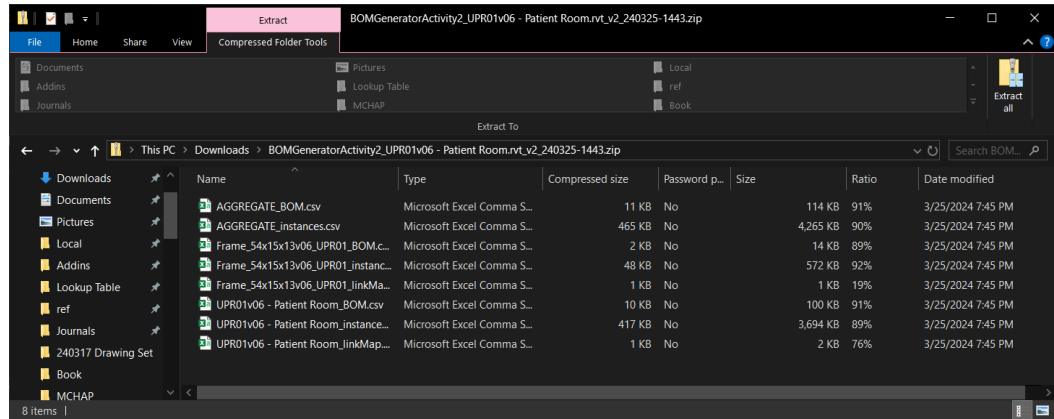 Extract
BOMGeneratorActivity2_UPR01v06 - Patient Room.rvt_v2_240325-1443.zip
File Home Share View Compressed Folder Tools
Documents Pictures Local
Addins Lookup Table ref
Journals MCHAP Book
Extract all
Extract To
This PC > Downloads > BOMGeneratorActivity2_UPR01v06 - Patient Room.rvt_v2_240325-1443.zip
Search BOM...
Name Type Compressed size Password p... Size Ratio Date modified
Downloads
Documents
Pictures
Local
Addins
Lookup Table
ref
Journals
240317 Drawing Set
Book
MCHAP
AGGREGATE_BOM.csv Microsoft Excel Comma S... 11 KB No 114 KB 91% 3/25/2024 7:45 PM
AGGREGATE_instances.csv Microsoft Excel Comma S... 465 KB No 4,265 KB 90% 3/25/2024 7:45 PM
Frame_54x15x13v06_UPR01_BOM.c... Microsoft Excel Comma S... 2 KB No 14 KB 89% 3/25/2024 7:45 PM
Frame_54x15x13v06_UPR01_instanc... Microsoft Excel Comma S... 48 KB No 572 KB 92% 3/25/2024 7:45 PM
Frame_54x15x13v06_UPR01_linkMa... Microsoft Excel Comma S... 1 KB No 1 KB 19% 3/25/2024 7:45 PM
UPR01v06 - Patient Room_BOM.csv Microsoft Excel Comma S... 10 KB No 100 KB 91% 3/25/2024 7:45 PM
UPR01v06 - Patient Room_instance... Microsoft Excel Comma S... 417 KB No 3,694 KB 89% 3/25/2024 7:45 PM
UPR01v06 - Patient Room_linkMap.... Microsoft Excel Comma S... 1 KB No 2 KB 76% 3/25/2024 7:45 PM
8 items